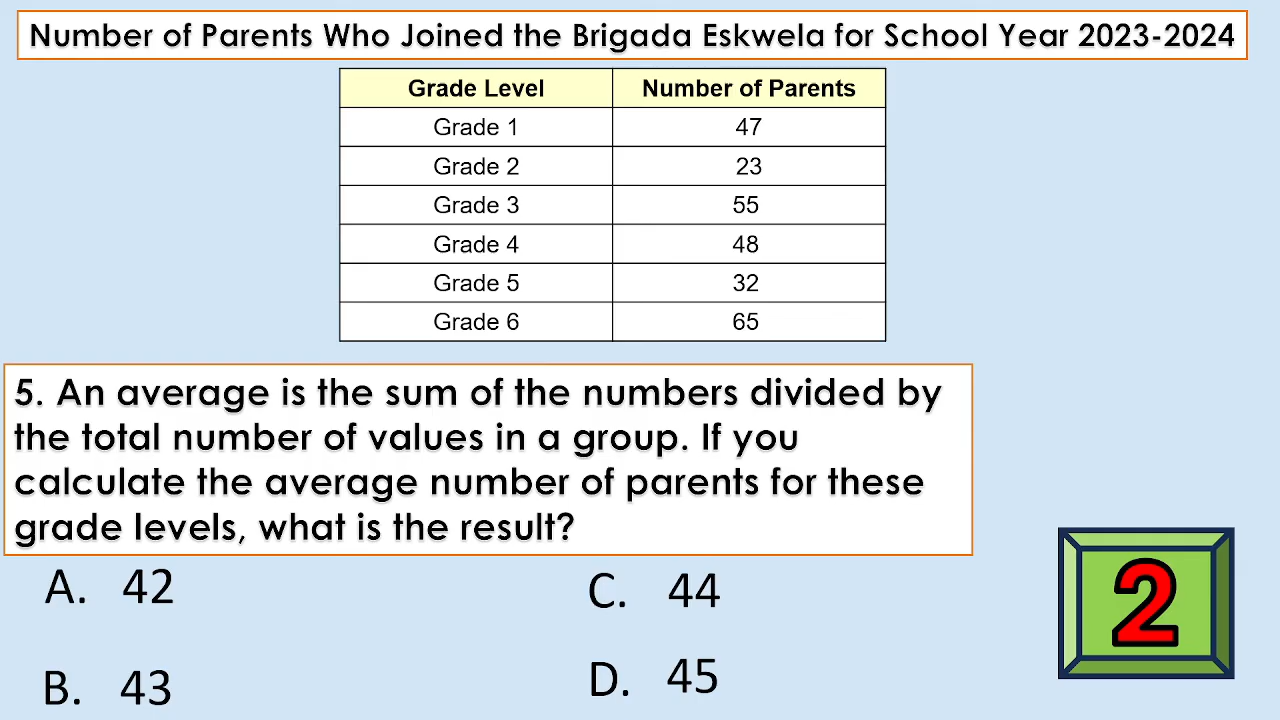 Number of Parents Who Joined the Brigada Eskwela for School Year 2023-2024
Grade Level Number of Parents
Grade 1 47
Grade 2 23
Grade 3 55
Grade 4 48
Grade 5 32
Grade 6 65
5. An average is the sum of the numbers divided by
the total number of values in a group. If you
calculate the average number of parents for these
grade levels, what is the result?
A. 42
C. 44
B. 43
D. 45
2